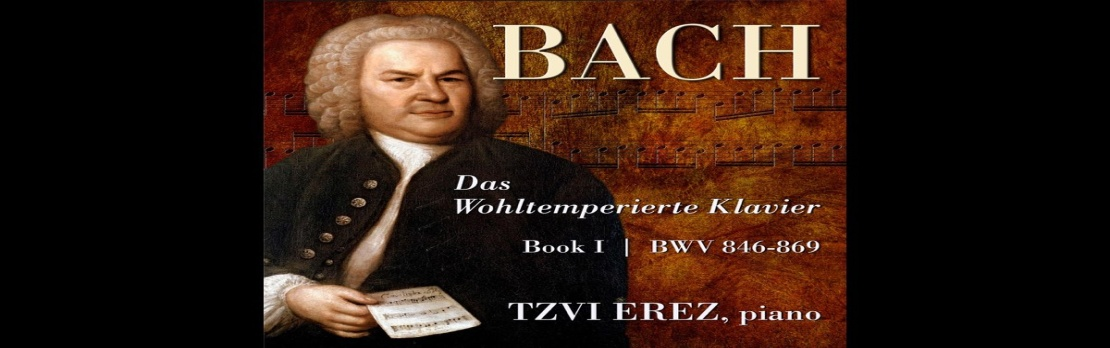 BACH
Das
Wohltemperierte Klavier
Book I | BWV 846-869
TZVI EREZ, piano